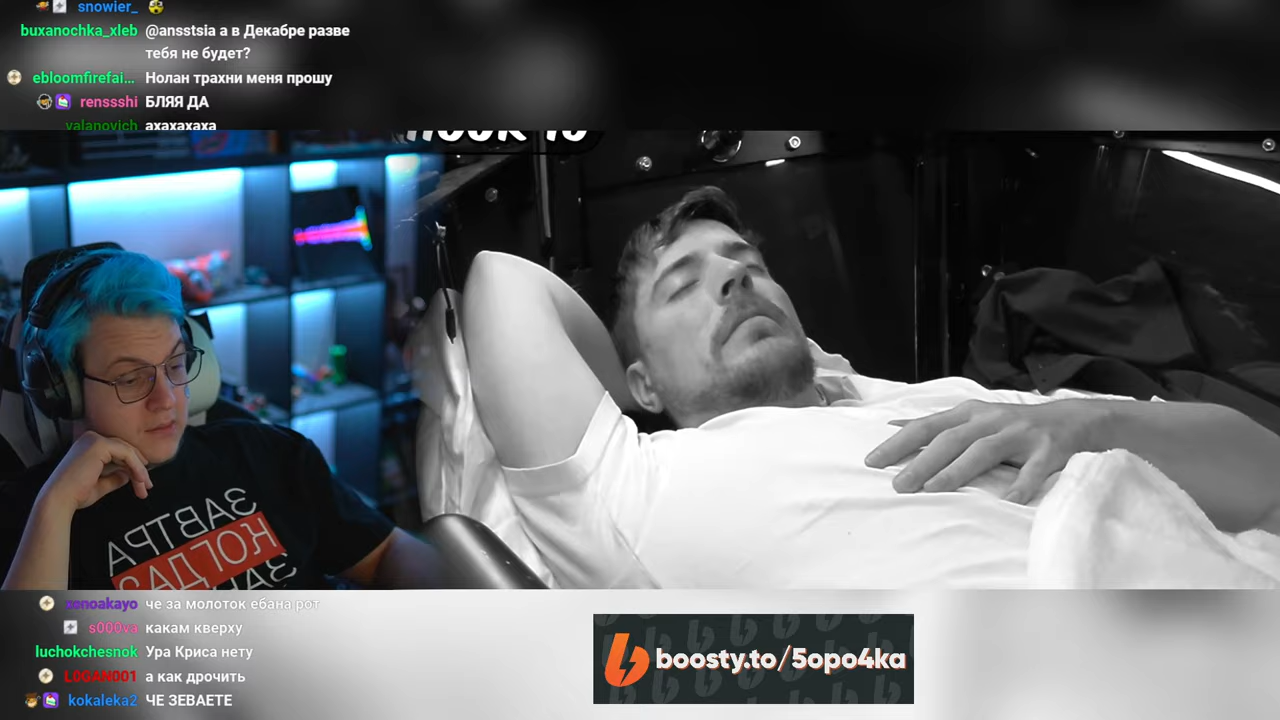 snowier_
buxanochka_xleb @ansstsia а в Декабре разве
тебя не будет?
ebloomfirefai... Нолан трахни меня прошу
renssshi БЛЯЯ ДА
valanovich ахахахаха
ЗАВТРА
КОГДА?
xonoakayo че за молоток ебана рот
s000va какам кверху
luchokchesnok Ура Криса нету
L0GAN001 а как дрочить
kokaleka2 ЧЕ ЗЕВАЕТЕ
boosty.to/5opo4ka